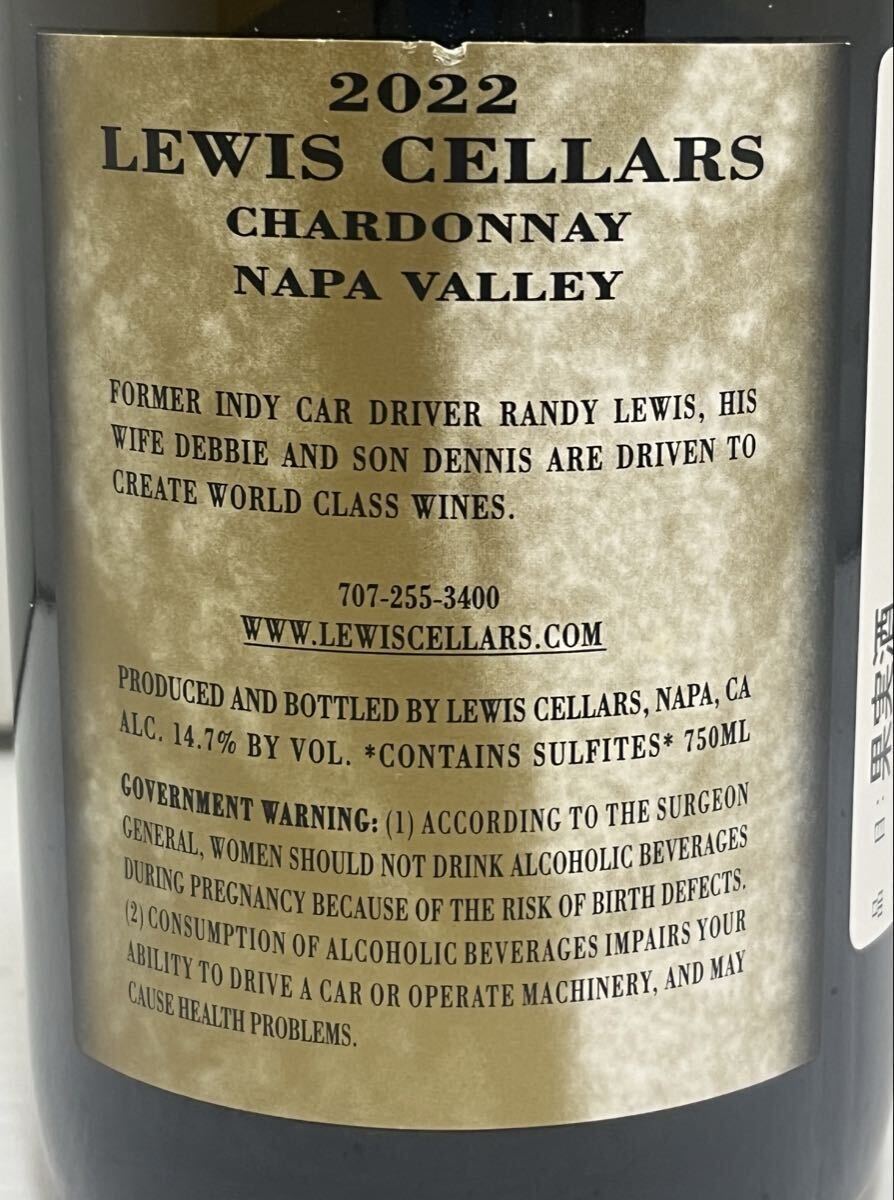 2022
LEWIS CELLARS
CHARDONNAY
NAPA VALLEY
FORMER INDY CAR DRIVER RANDY LEWIS, HIS
WIFE DEBBIE AND SON DENNIS ARE DRIVEN TO
CREATE WORLD CLASS WINES.
707-255-3400
WWW.LEWISCELLARS.COM
PRODUCED AND BOTTLED BY LEWIS CELLARS, NAPA, CA
ALC. 14.7% BY VOL. *CONTAINS SULFITES* 750ML
GOVERNMENT WARNING: (1) ACCORDING TO THE SURGEON
GENERAL, WOMEN SHOULD NOT DRINK ALCOHOLIC BEVERAGES
DURING PREGNANCY BECAUSE OF THE RISK OF BIRTH DEFECTS.
(2) CONSUMPTION OF ALCOHOLIC BEVERAGES IMPAIRS YOUR
ABILITY TO DRIVE A CAR OR OPERATE MACHINERY, AND MAY
CAUSE HEALTH PROBLEMS.
果実酒